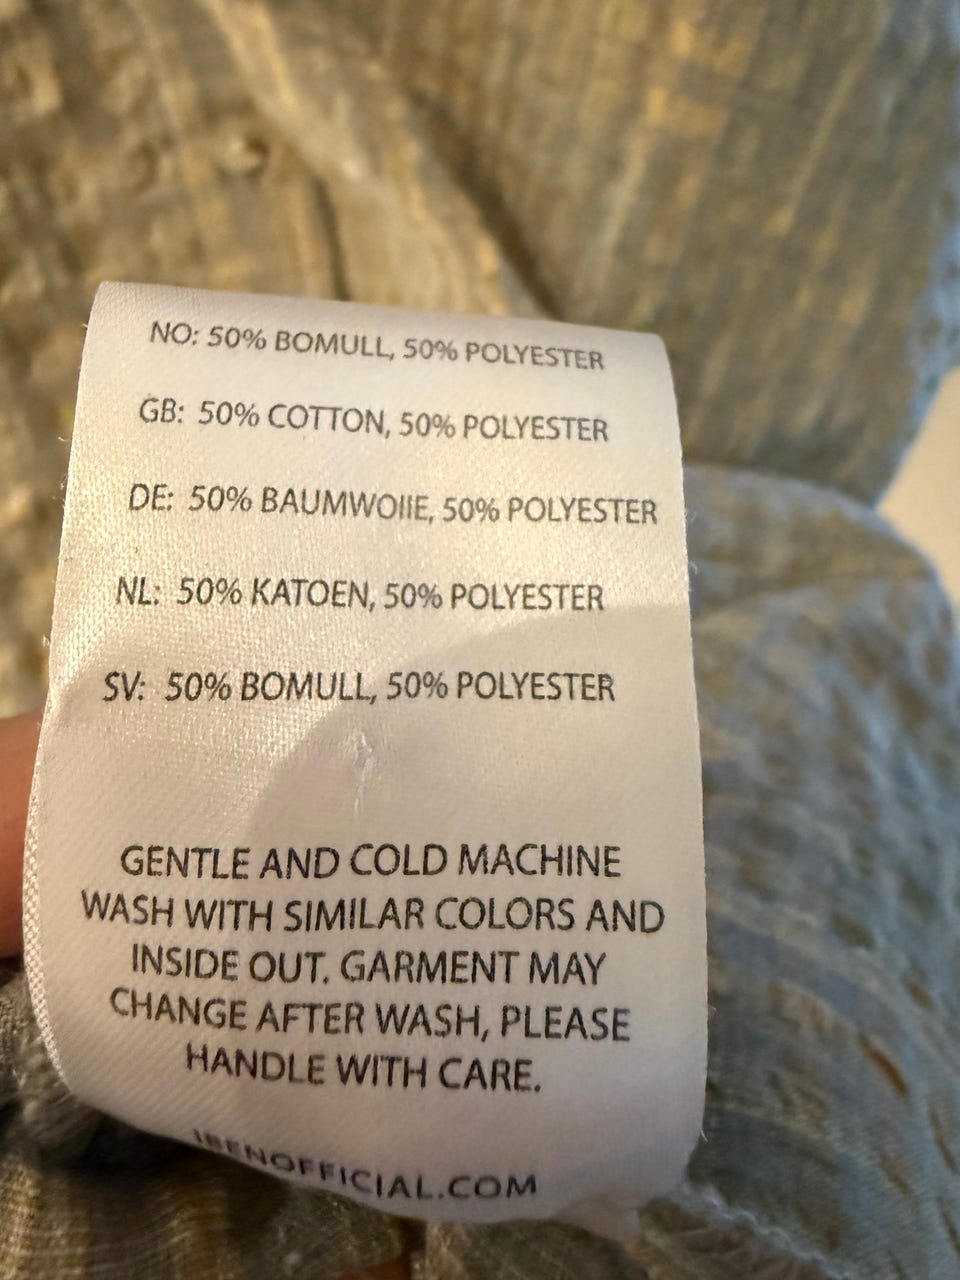 NO: 50% BOMULL, 50% POLYESTER
GB: 50% COTTON, 50% POLYESTER
DE: 50% BAUMWOIIE, 50% POLYESTER
NL: 50% KATOEN, 50% POLYESTER
SV: 50% BOMULL, 50% POLYESTER
GENTLE AND COLD MACHINE
WASH WITH SIMILAR COLORS AND
INSIDE OUT. GARMENT MAY
CHANGE AFTER WASH, PLEASE
HANDLE WITH CARE.
IBENOFFICIAL.COM